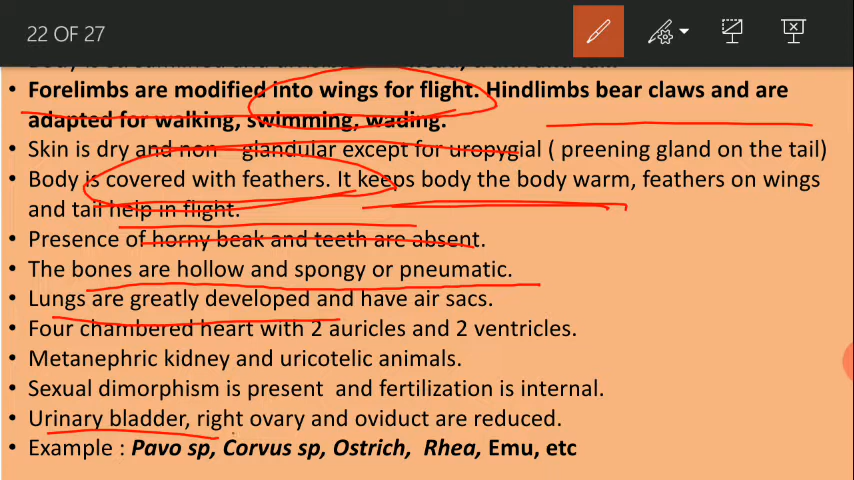 22 OF 27
• Forelimbs are modified into wings for flight. Hindlimbs bear claws and are
adapted for walking, swimming, wading.
• Skin is dry and non – glandular except for uropygial ( preening gland on the tail)
• Body is covered with feathers. It keeps body the body warm, feathers on wings
and tail help in flight.
• Presence of horny beak and teeth are absent.
• The bones are hollow and spongy or pneumatic.
• Lungs are greatly developed and have air sacs.
• Four chambered heart with 2 auricles and 2 ventricles.
• Metanephric kidney and uricotelic animals.
• Sexual dimorphism is present and fertilization is internal.
• Urinary bladder, right ovary and oviduct are reduced.
• Example : Pavo sp, Corvus sp, Ostrich, Rhea, Emu, etc